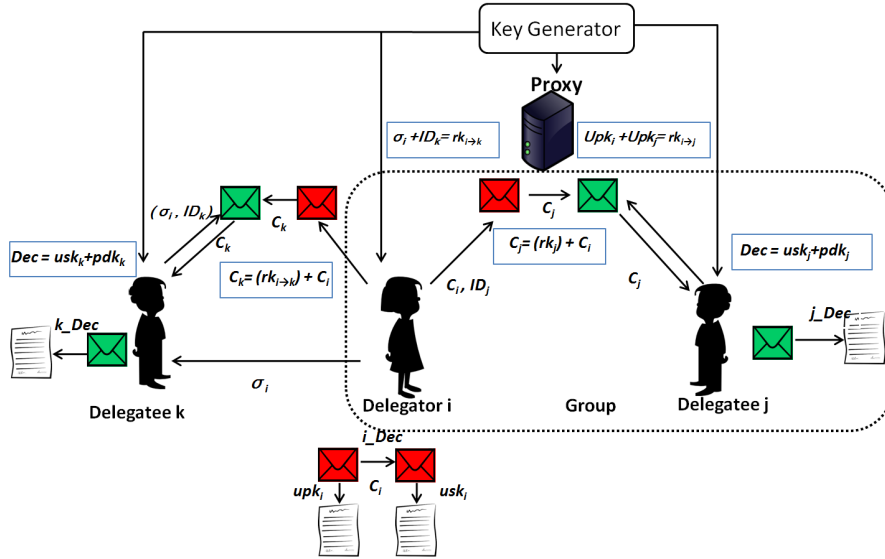 Key Generator
Proxy
σi +IDk= rki→k
Upki +Upkj= rki→j
(σi , IDk)
Ck
Ck
Cj
Dec = uskk+pdkk
Ck= (rki→k) + Ci
Cj= (rkj) + Ci
Dec = uskj+pdkj
Ci , IDj
Cj
k_Dec
j_Dec
σi
Delegatee k
Delegator i
Group
Delegatee j
i_Dec
upki
Ci
uski